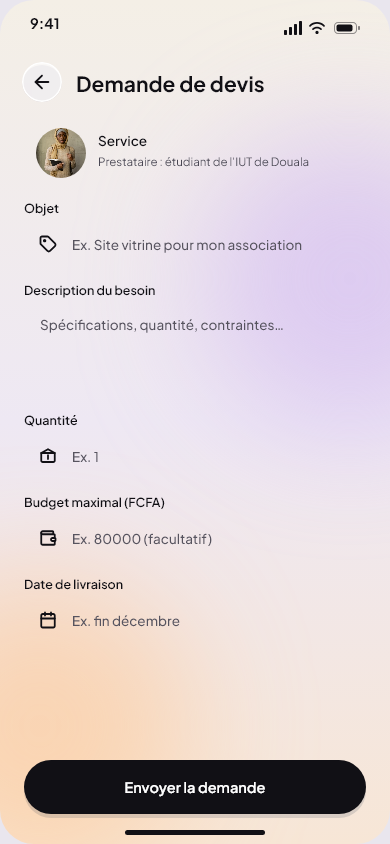 9:41
Demande de devis
Service
Prestataire : étudiant de l'IUT de Douala
Objet
Ex. Site vitrine pour mon association
Description du besoin
Spécifications, quantité, contraintes…
Quantité
Ex. 1
Budget maximal (FCFA)
Ex. 80000 (facultatif)
Date de livraison
Ex. fin décembre
Envoyer la demande